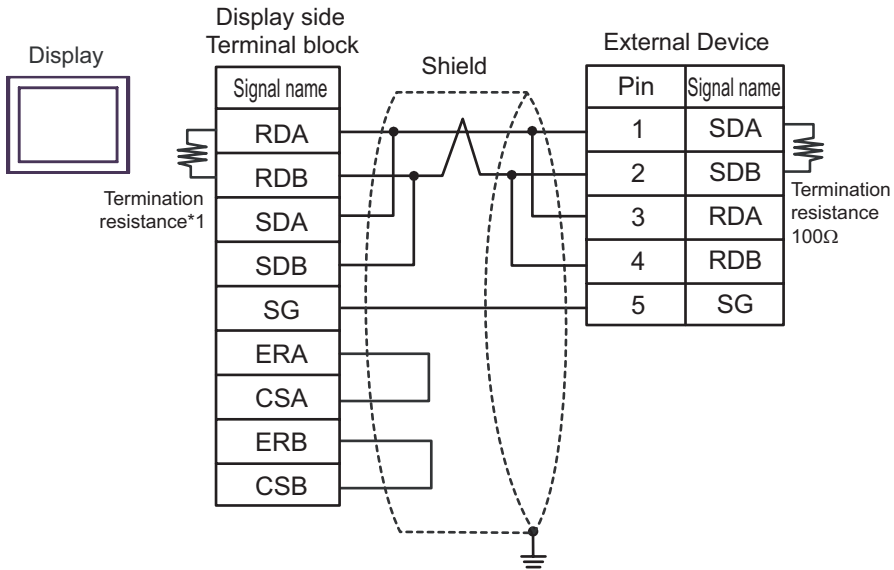 Display
Display side
Terminal block
Signal name
RDA
RDB
SDA
SDB
SG
ERA
CSA
ERB
CSB
Termination
resistance*1
Shield
External Device
Pin Signal name
1 SDA
2 SDB
3 RDA
4 RDB
5 SG
Termination
resistance
100Ω